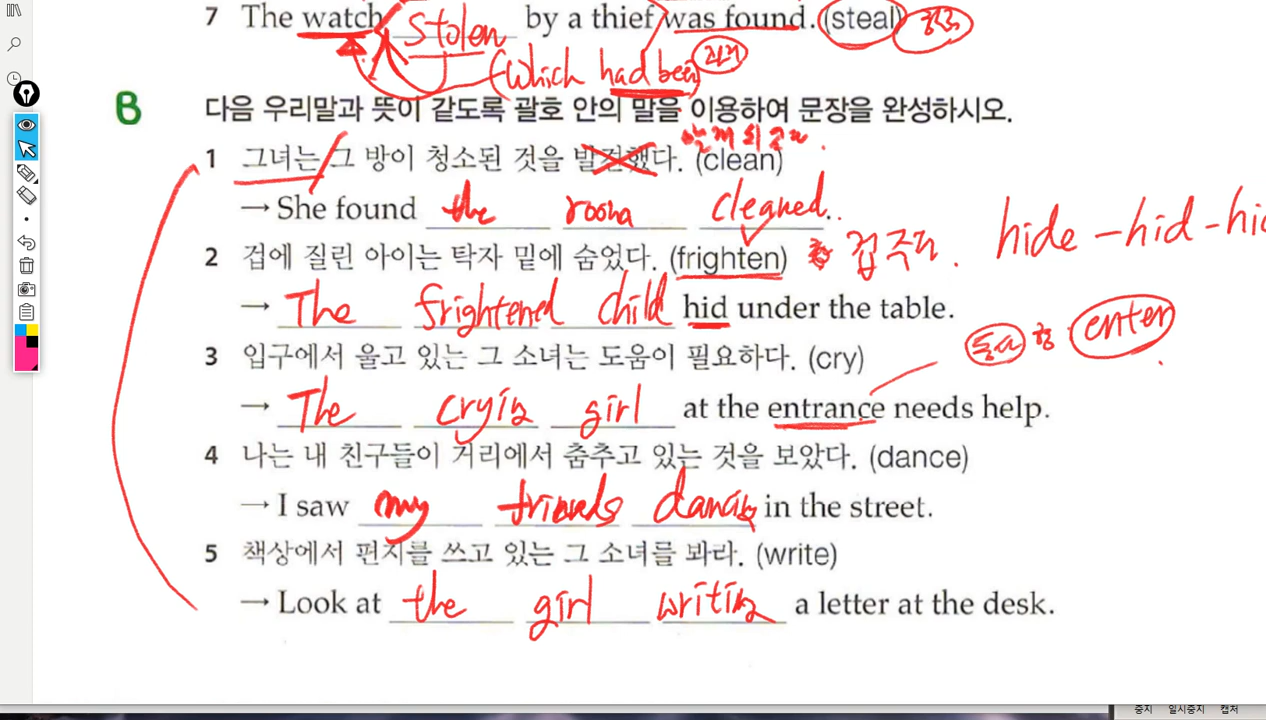 7 The watch stolen by a thief was found. (steal)
(which had been
B 다음 우리말과 뜻이 같도록 괄호 안의 말을 이용하여 문장을 완성하시오.
1 그녀는 그 방이 청소된 것을 발견했다. (clean)
→ She found the room cleaned.
2 겁에 질린 아이는 탁자 밑에 숨었다. (frighten) 겁주다. hide - hid - hid
→ The frightened child hid under the table.
3 입구에서 울고 있는 그 소녀는 도움이 필요하다. (cry) 동사 enter
→ The crying girl at the entrance needs help.
4 나는 내 친구들이 거리에서 춤추고 있는 것을 보았다. (dance)
→ I saw my friends dancing in the street.
5 책상에서 편지를 쓰고 있는 그 소녀를 봐라. (write)
→ Look at the girl writing a letter at the desk.
중지 일시중지 캡처